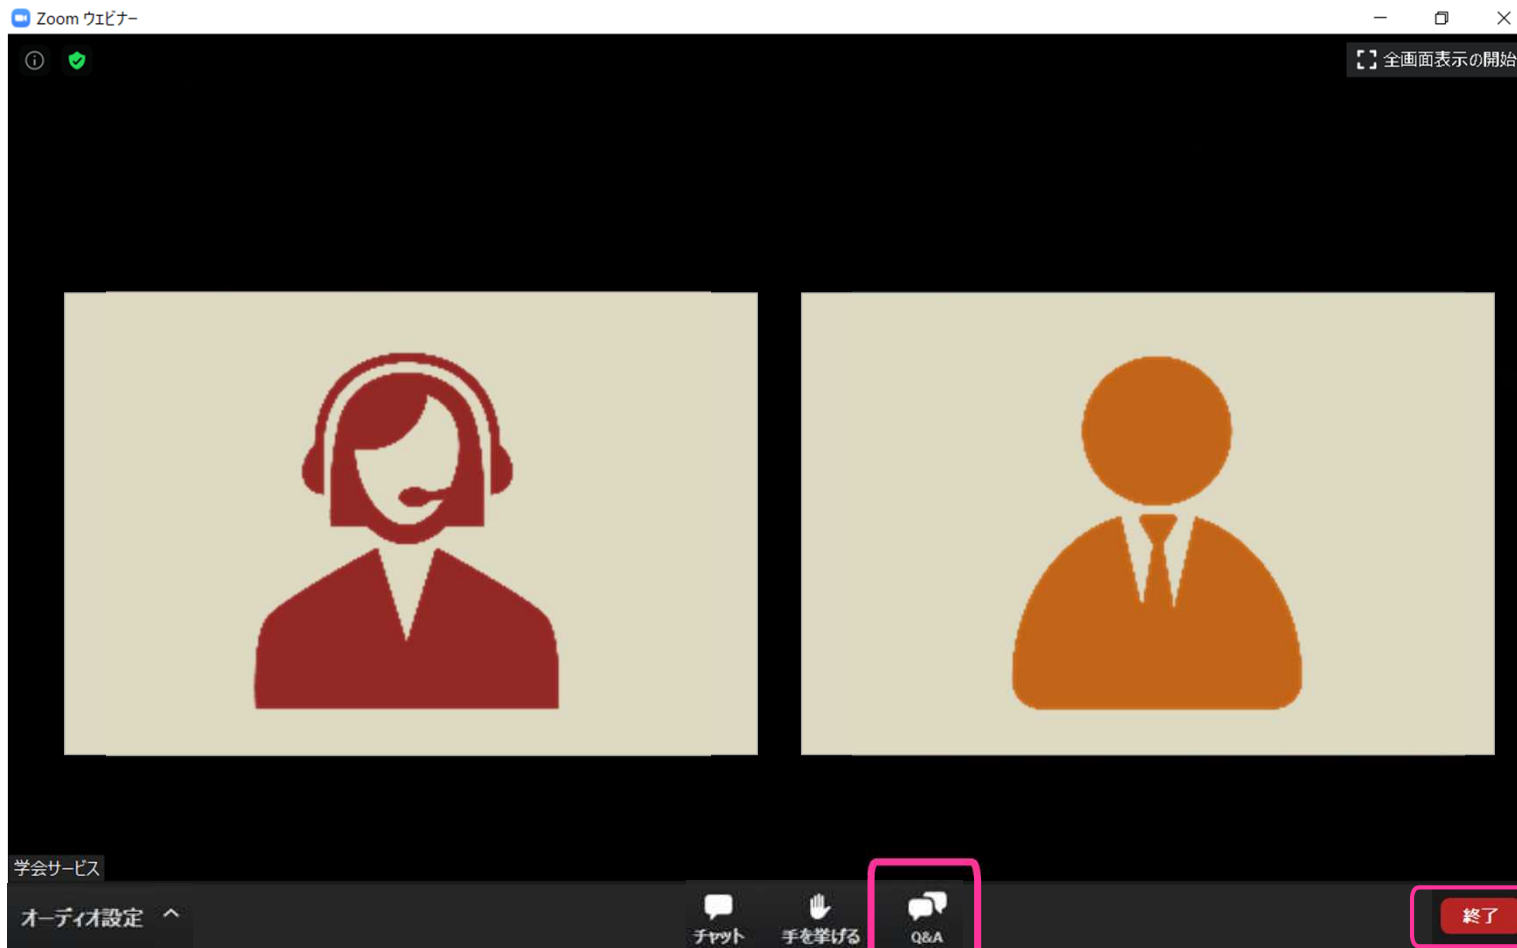 Zoom ウェビナー
全画面表示の開始
学会サービス
オーディオ設定
チャット
手を挙げる
Q&A
終了